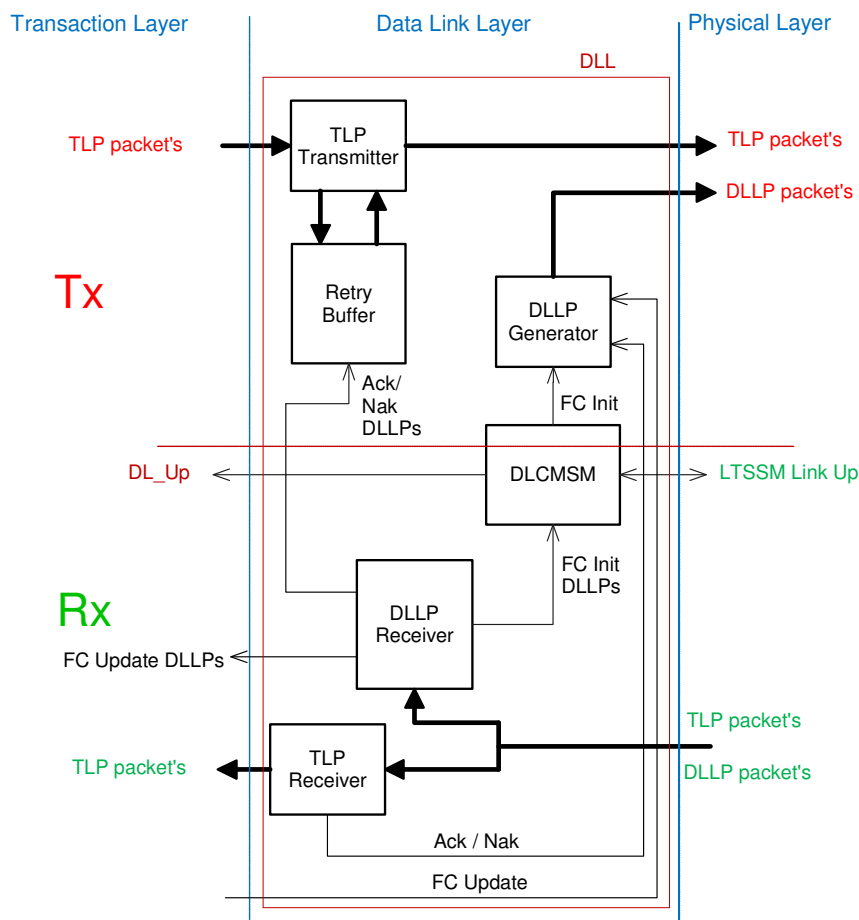 Transaction Layer
Data Link Layer
Physical Layer
DLL
TLP packet's
TLP
Transmitter
TLP packet's
DLLP packet's
Tx
Retry
Buffer
DLLP
Generator
Ack/
Nak
DLLPs
FC Init
DL_Up
DLCMSM
LTSSM Link Up
FC Init
DLLPs
Rx
DLLP
Receiver
FC Update DLLPs
TLP packet's
TLP packet's
TLP
Receiver
DLLP packet's
Ack / Nak
FC Update